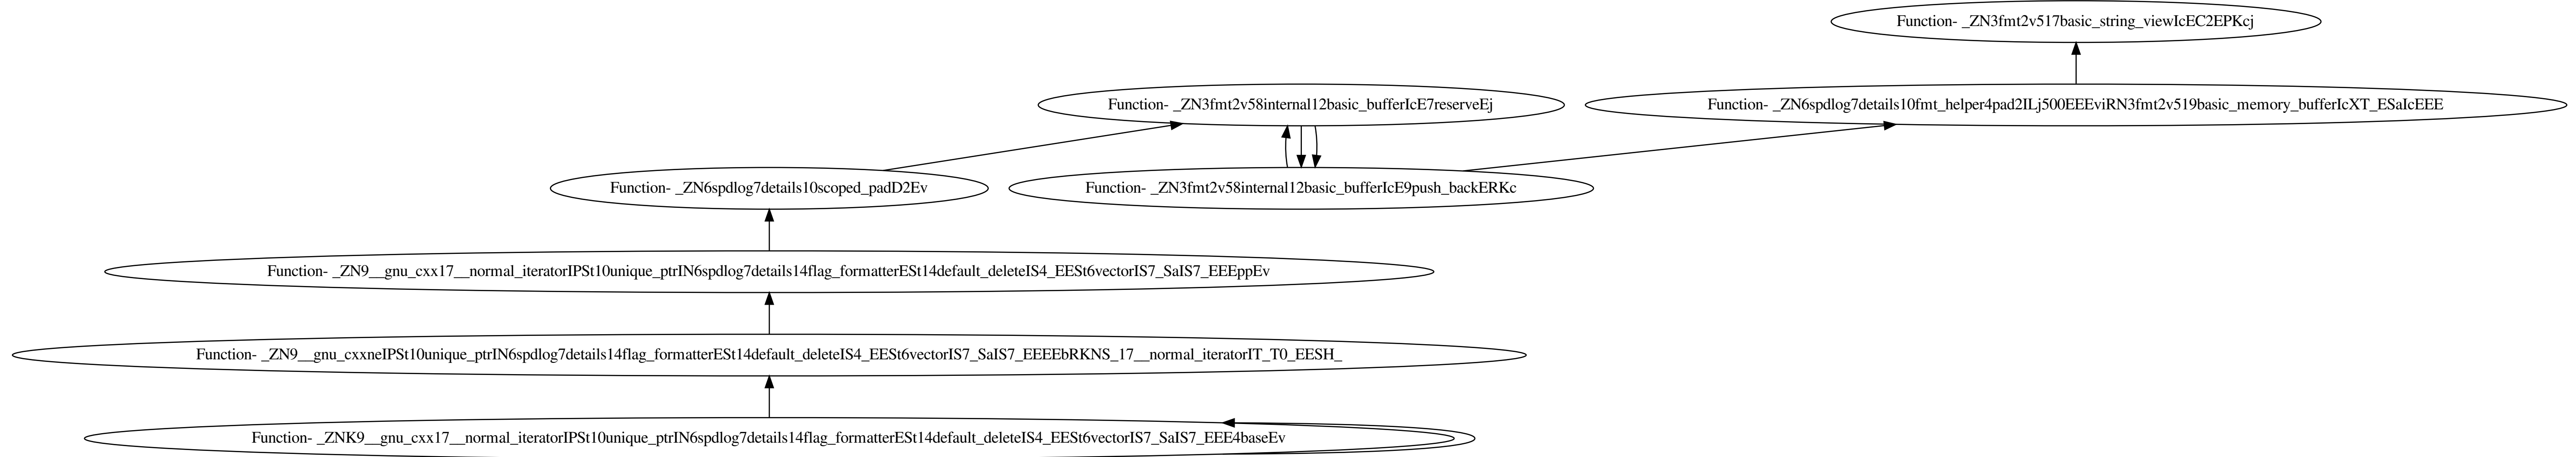 Function- _ZN3fmt2v517basic_string_viewIcEC2EPKcj
Function- _ZN3fmt2v58internal12basic_bufferIcE7reserveEj
Function- _ZN6spdlog7details10fmt_helper4pad2ILj500EEEviRN3fmt2v519basic_memory_bufferIcXT_ESaIcEEE
Function- _ZN6spdlog7details10scoped_padD2Ev
Function- _ZN3fmt2v58internal12basic_bufferIcE9push_backERKc
Function- _ZN9__gnu_cxx17__normal_iteratorIPSt10unique_ptrIN6spdlog7details14flag_formatterESt14default_deleteIS4_EESt6vectorIS7_SaIS7_EEEppEv
Function- _ZN9__gnu_cxxneIPSt10unique_ptrIN6spdlog7details14flag_formatterESt14default_deleteIS4_EESt6vectorIS7_SaIS7_EEEEbRKNS_17__normal_iteratorIT_T0_EESH_
Function- _ZNK9__gnu_cxx17__normal_iteratorIPSt10unique_ptrIN6spdlog7details14flag_formatterESt14default_deleteIS4_EESt6vectorIS7_SaIS7_EEE4baseEv